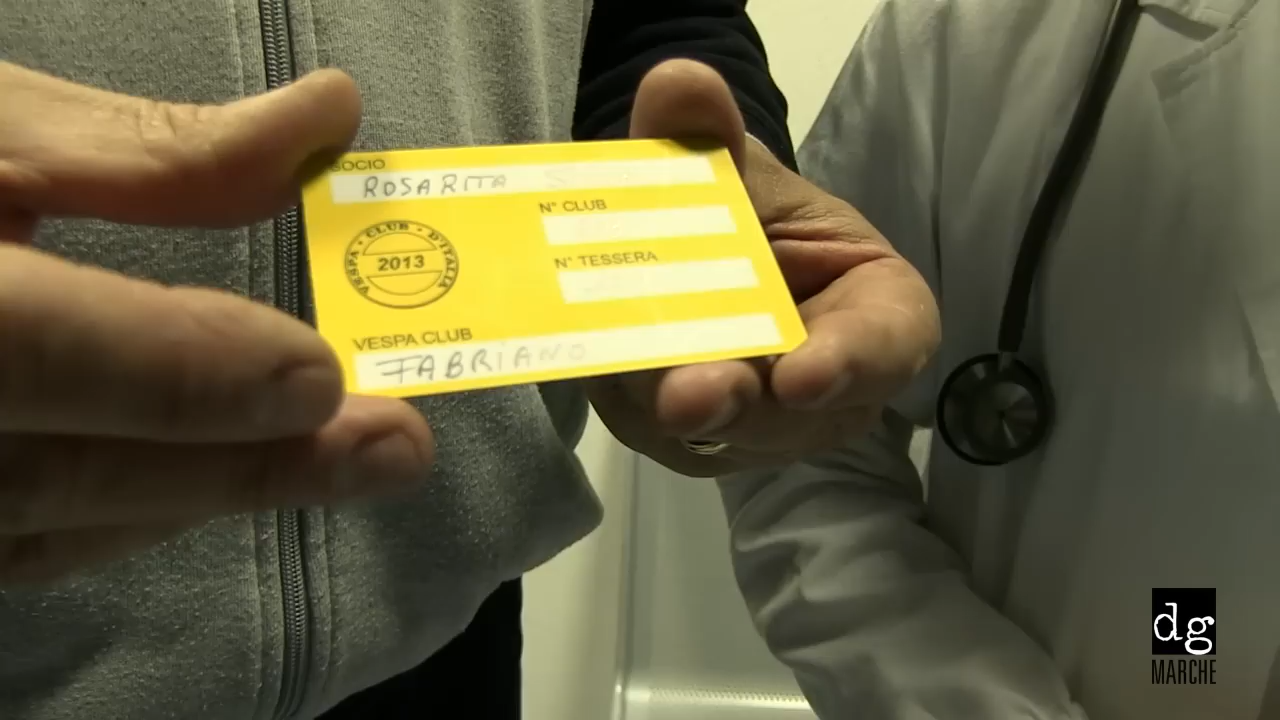 SOCIO
ROSARITA
N° CLUB
VESPA CLUB D'ITALIA
2013
N° TESSERA
VESPA CLUB
FABRIANO
dg
MARCHE